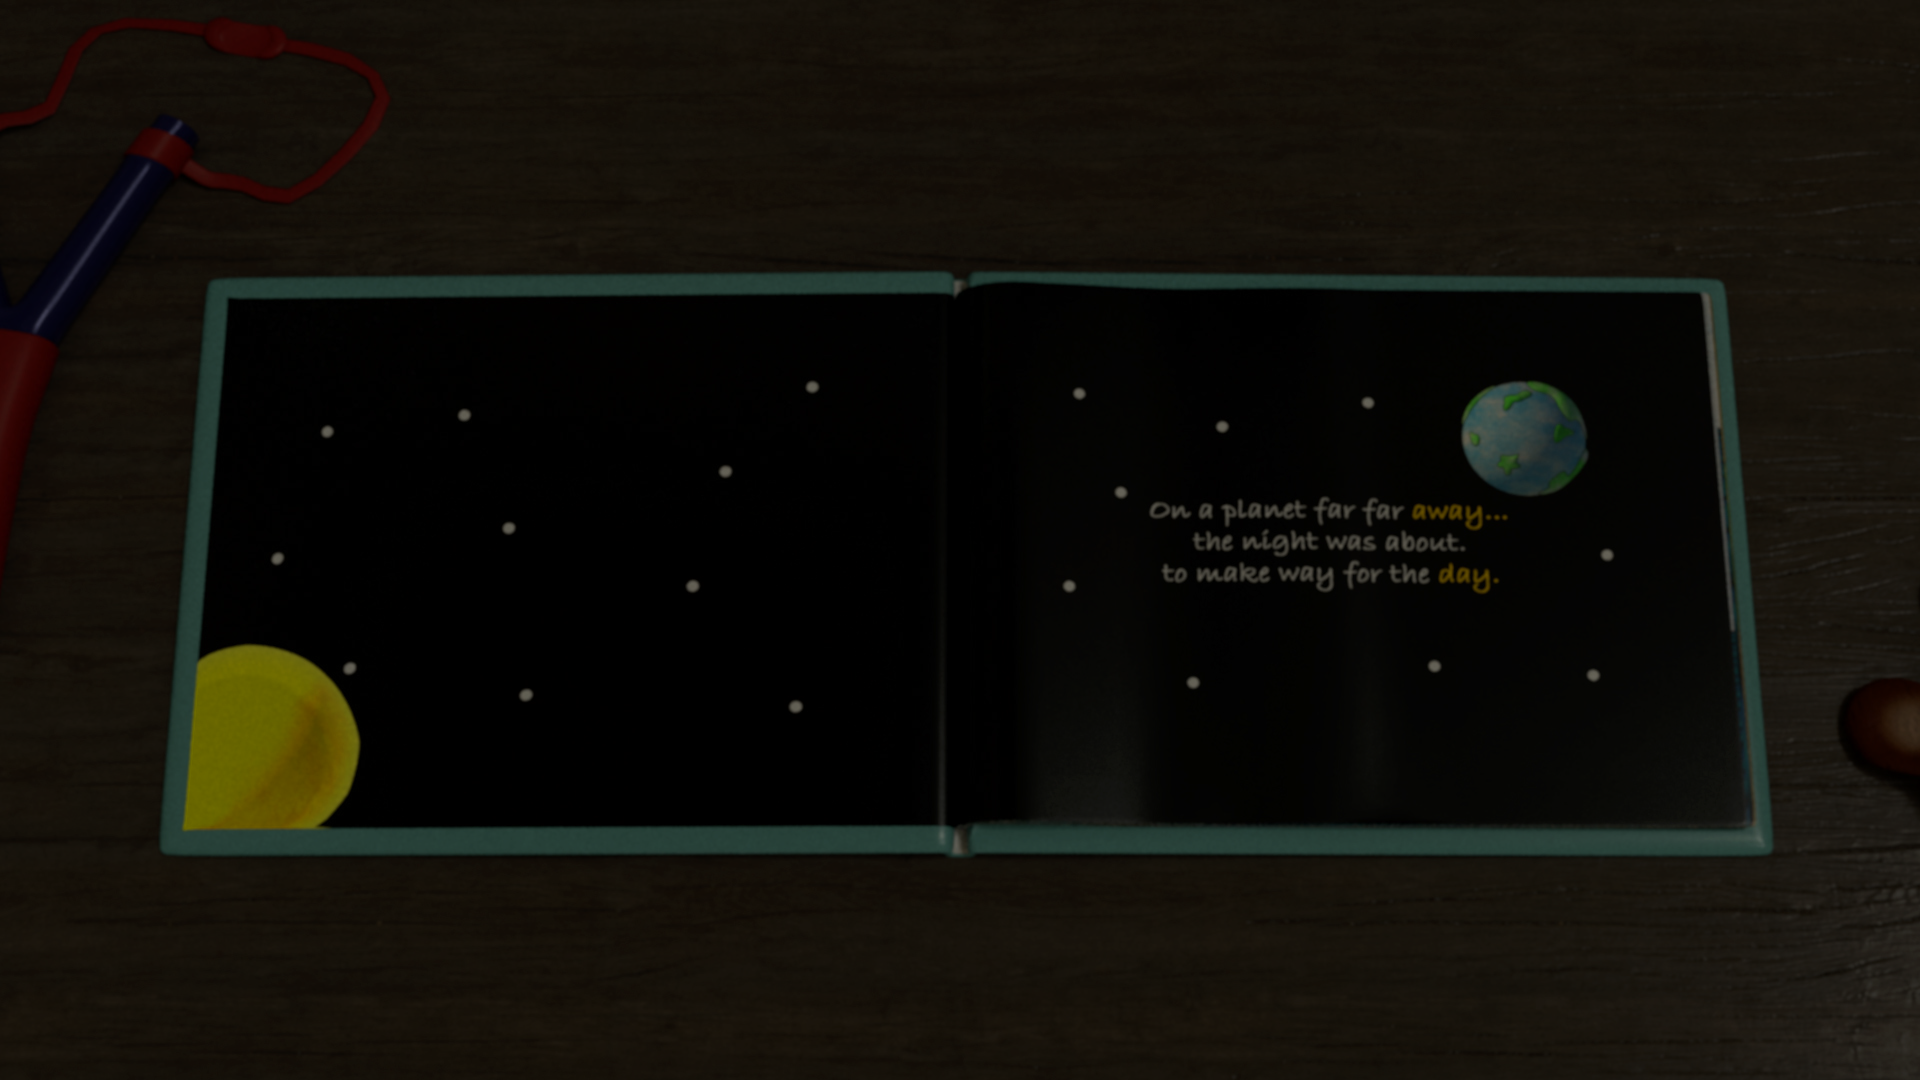 On a planet far far away...
the night was about.
to make way for the day.